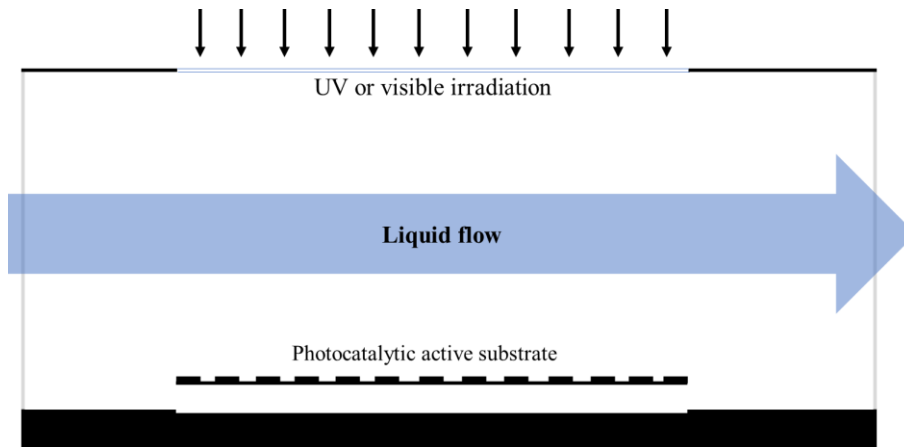 UV or visible irradiation
Liquid flow
Photocatalytic active substrate